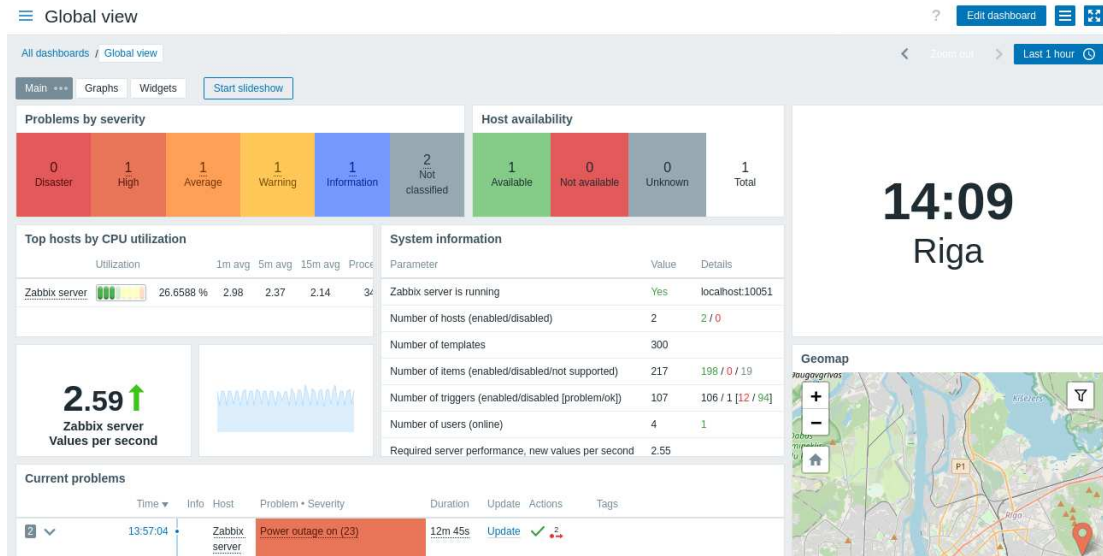 Global view
?
Edit dashboard
All dashboards / Global view
Zoom out
Last 1 hour
Main
Graphs
Widgets
Start slideshow
Problems by severity
0
Disaster
1
High
1
Average
1
Warning
1
Information
2
Not
classified
Host availability
1
Available
0
Not available
0
Unknown
1
Total
14:09
Riga
Top hosts by CPU utilization
Utilization 1m avg 5m avg 15m avg Proce
Zabbix server 26.6588 % 2.98 2.37 2.14 34
System information
Parameter Value Details
Zabbix server is running Yes localhost:10051
Number of hosts (enabled/disabled) 2 2 / 0
Number of templates 300
Number of items (enabled/disabled/not supported) 217 198 / 0 / 19
Number of triggers (enabled/disabled [problem/ok]) 107 106 / 1 [12 / 94]
Number of users (online) 4 1
Required server performance, new values per second 2.55
2.59
Zabbix server
Values per second
Geomap
+
−
Ķīšezers
P1
Rīga
Current problems
Time Info Host Problem • Severity Duration Update Actions Tags
2 13:57:04 Zabbix server Power outage on (23) 12m 45s Update 2